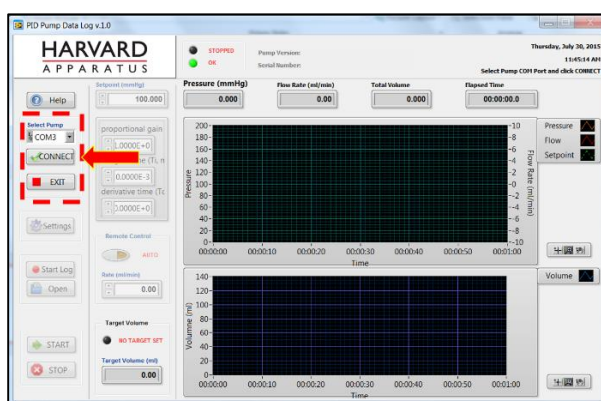 PID Pump Data Log v.1.0
HARVARD
APPARATUS
STOPPED
OK
Pump Version:
Serial Number:
Thursday, July 30, 2015
11:45:14 AM
Select Pump COM Port and click CONNECT
Help
Select Pump
COM3
CONNECT
EXIT
Settings
Start Log
Open
START
STOP
Setpoint (mmHg)
100.000
proportional gain
1.0000E+0
e (Ti, n
0.0000E-3
derivative time (Tc
0.0000E+0
Remote Control
AUTO
Rate (ml/min)
0.00
Target Volume
NO TARGET SET
Target Volume (ml)
0.00
Pressure (mmHg)
0.000
Flow Rate (ml/min)
0.00
Total Volume
0.000
Elapsed Time
00:00:00.0
Pressure
200
180
160
140
120
100
80
60
40
20
0
10
8
6
4
2
0
-2
-4
-6
-8
-10
Flow Rate (ml/min)
00:00:00 00:00:10 00:00:20 00:00:30 00:00:40 00:00:50 00:01:00
Time
Pressure
Flow
Setpoint
Volumne (ml)
140
120
100
80
60
40
20
0
00:00:00 00:00:10 00:00:20 00:00:30 00:00:40 00:00:50 00:01:00
Time
Volume